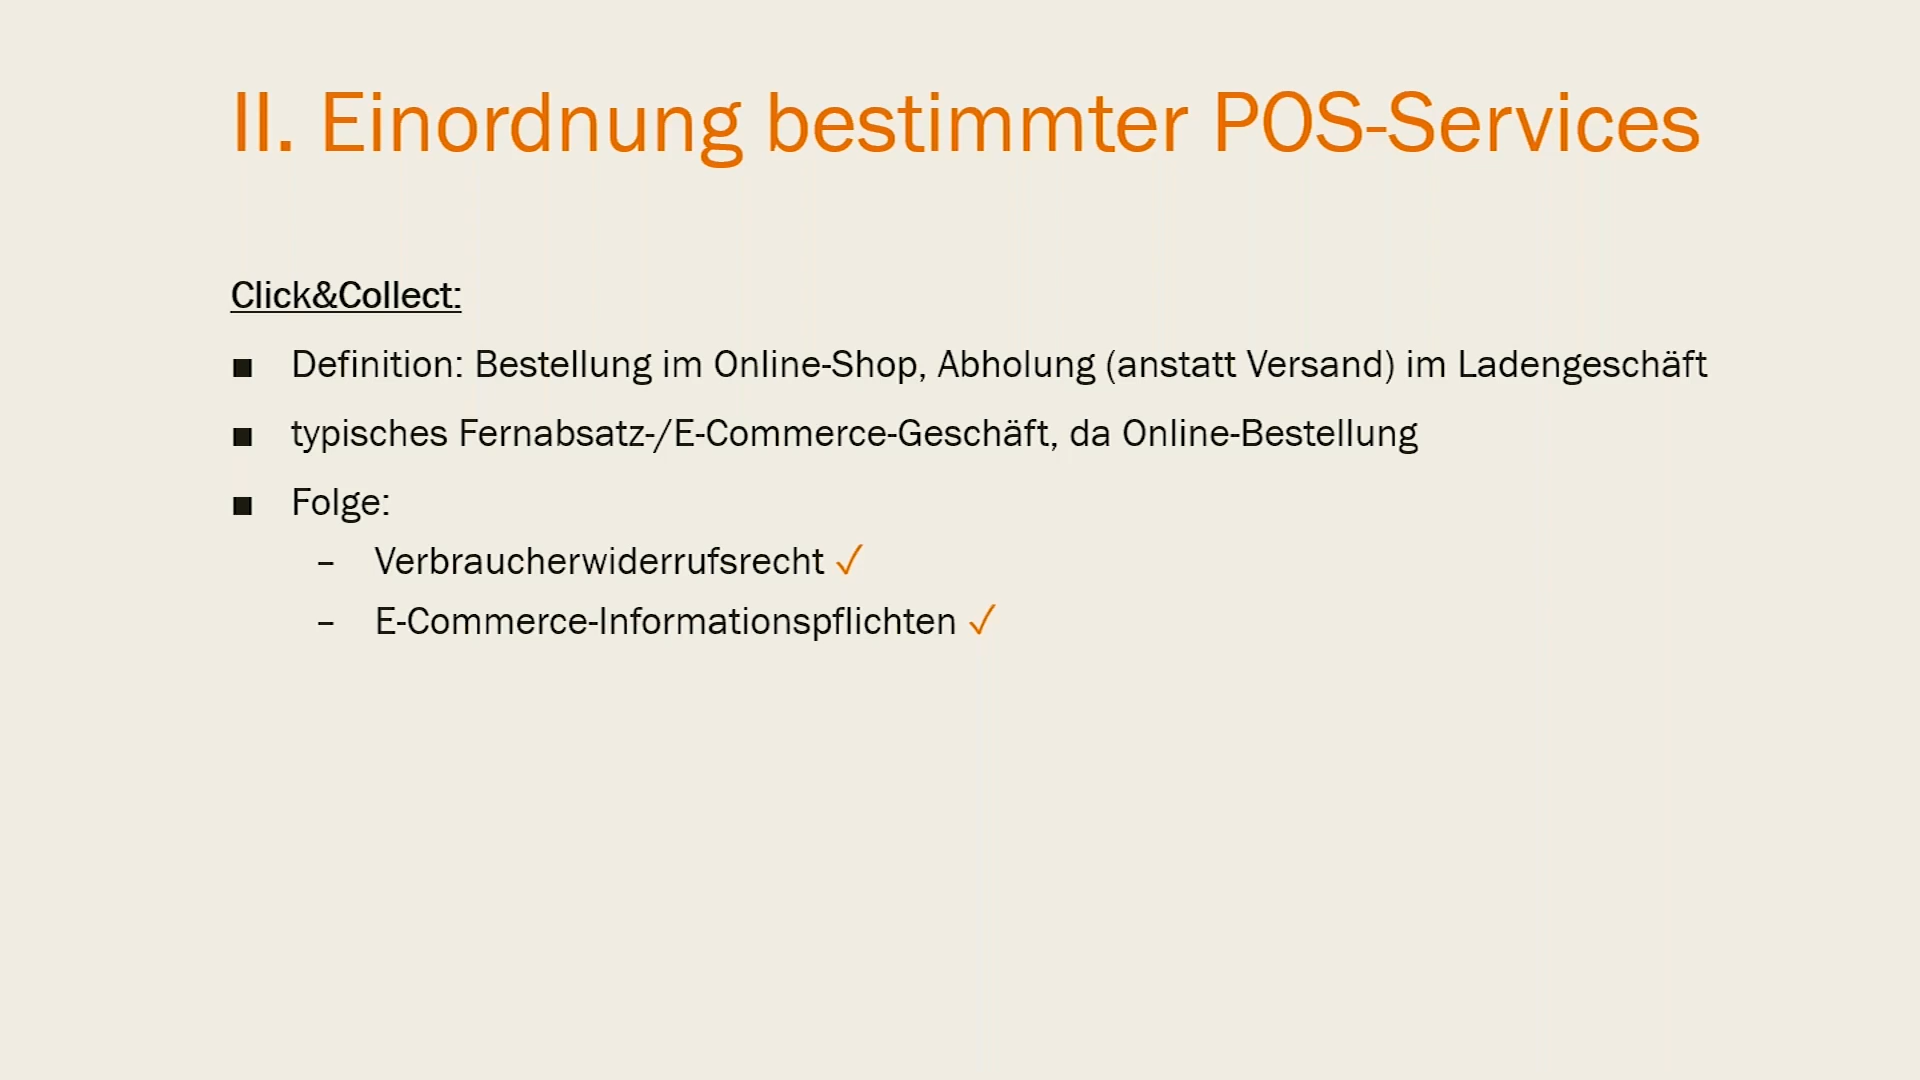 II. Einordnung bestimmter POS-Services
Click&Collect:
■ Definition: Bestellung im Online-Shop, Abholung (anstatt Versand) im Ladengeschäft
■ typisches Fernabsatz-/E-Commerce-Geschäft, da Online-Bestellung
■ Folge:
– Verbraucherwiderrufsrecht ✓
– E-Commerce-Informationspflichten ✓